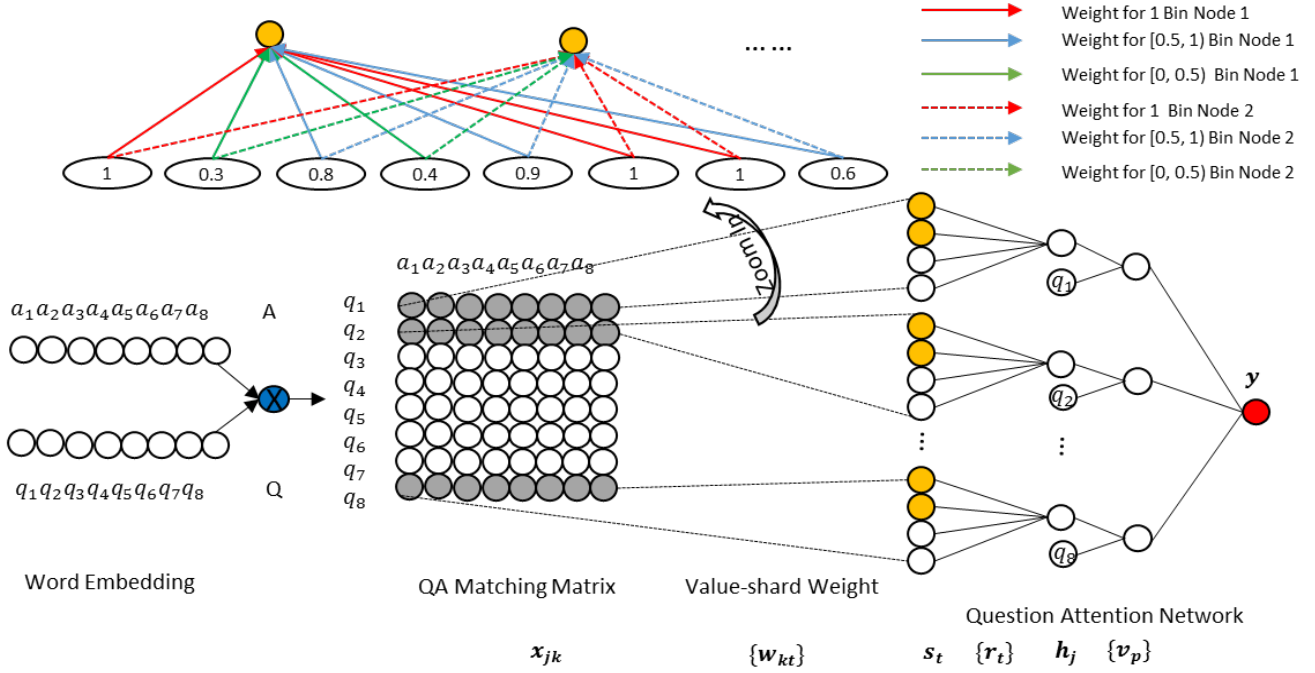 Weight for 1 Bin Node 1
Weight for [0.5, 1) Bin Node 1
Weight for [0, 0.5) Bin Node 1
Weight for 1 Bin Node 2
Weight for [0.5, 1) Bin Node 2
Weight for [0, 0.5) Bin Node 2
... ...
1 0.3 0.8 0.4 0.9 1 1 0.6
Zoom In
a₁a₂a₃a₄a₅a₆a₇a₈
q₁
q₂
q₃
q₄
q₅
q₆
q₇
q₈
a₁a₂a₃a₄a₅a₆a₇a₈ A
X
q₁q₂q₃q₄q₅q₆q₇q₈ Q
q₁
q₂
⋮ ⋮
q₈
y
Word Embedding
QA Matching Matrix
Value-shard Weight
Question Attention Network
xⱼₖ {wₖₜ} sₜ {rₜ} hⱼ {vₚ}